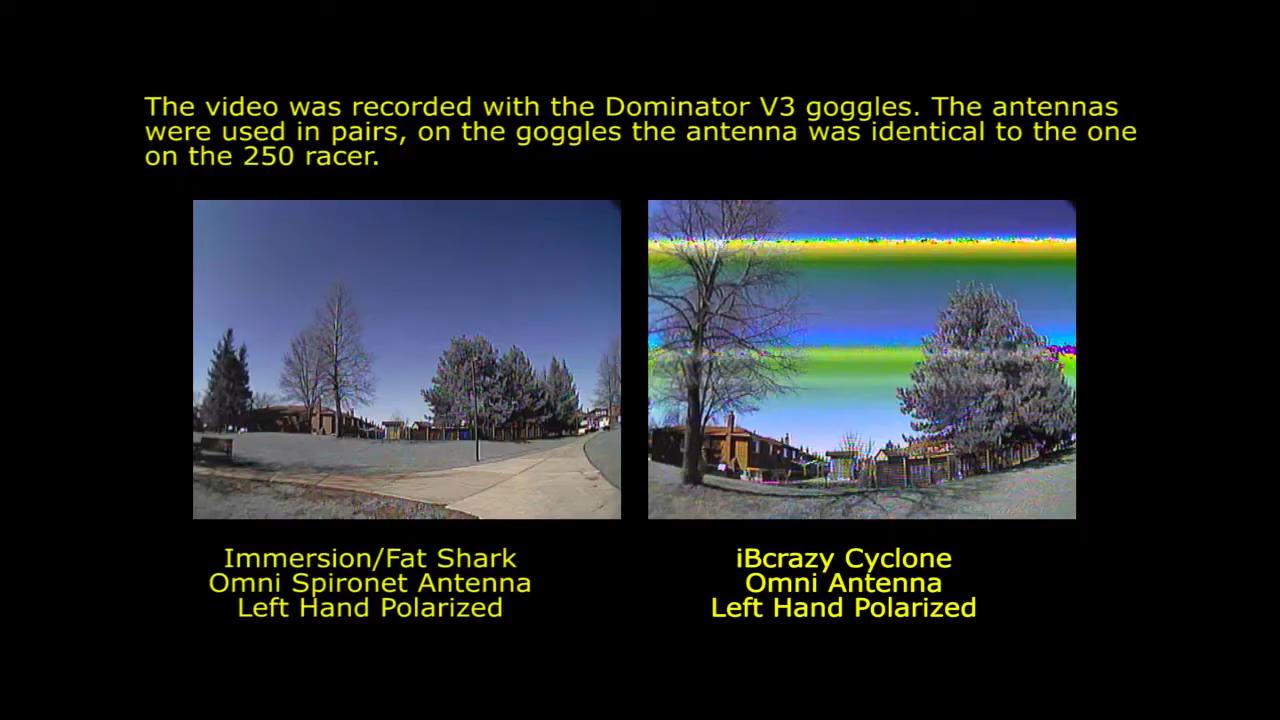 The video was recorded with the Dominator V3 goggles. The antennas
were used in pairs, on the goggles the antenna was identical to the one
on the 250 racer.
Immersion/Fat Shark
Omni Spironet Antenna
Left Hand Polarized
iBcrazy Cyclone
Omni Antenna
Left Hand Polarized